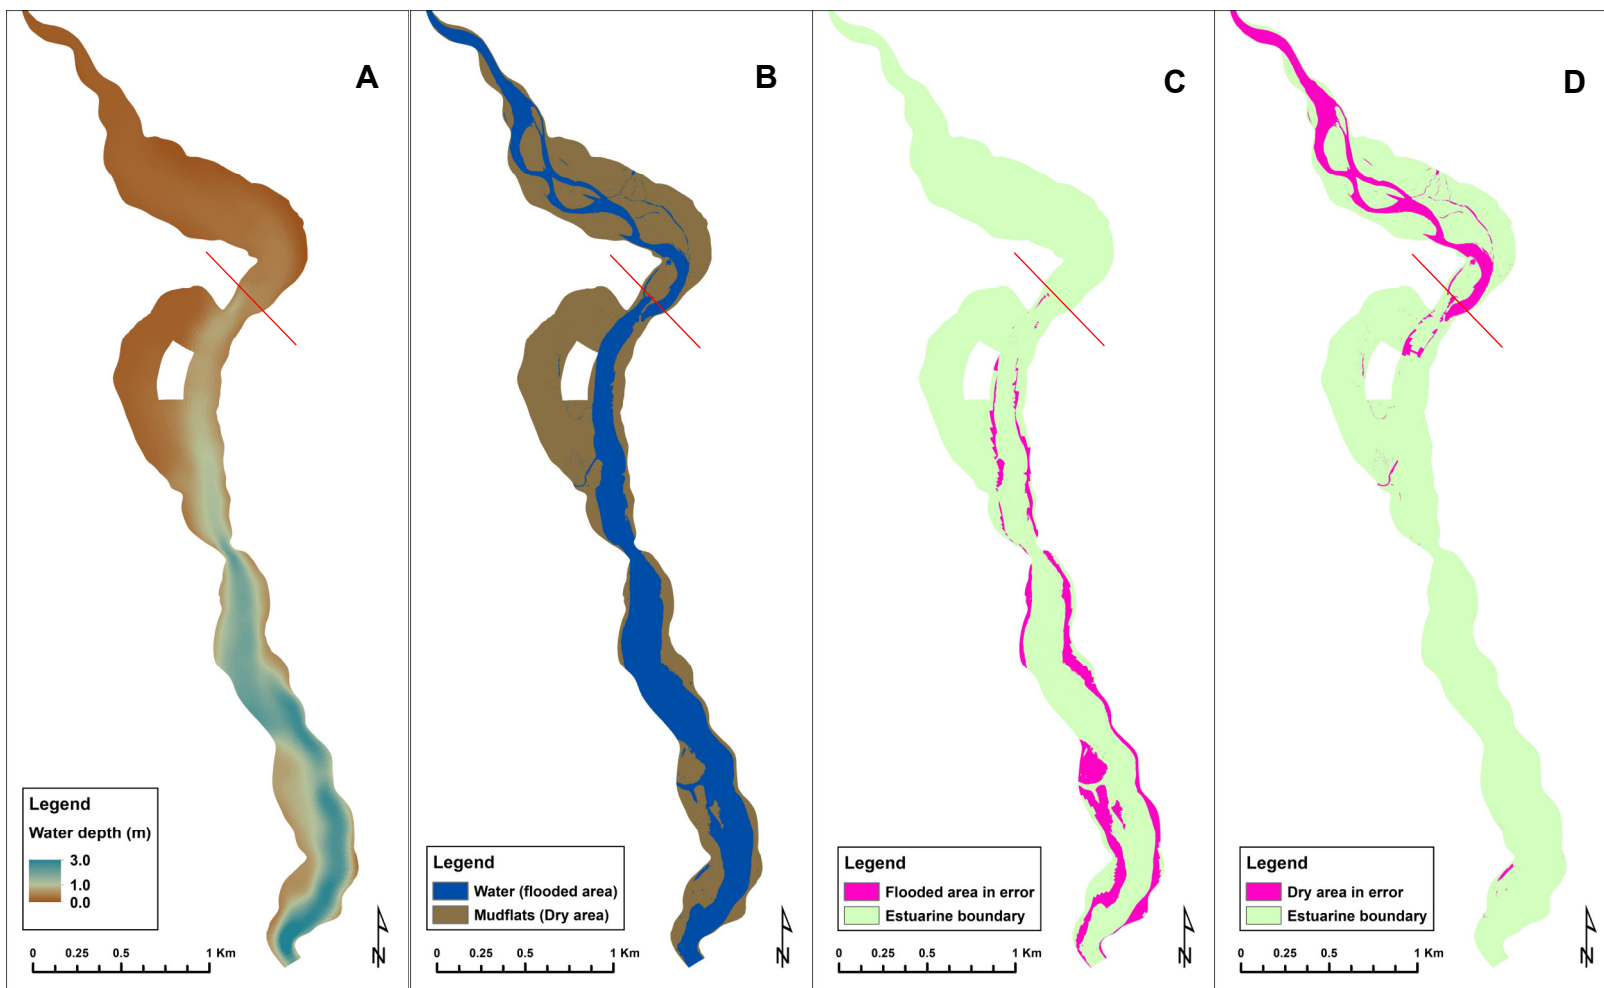 A
B
C
D
Legend
Water depth (m)
3.0
1.0
0.0
0 0.5 1 Km
N
Legend
Water (flooded area)
Mudflats (Dry area)
0 0.25 0.5 1 Km
N
Legend
Flooded area in error
Estuarine boundary
0 0.25 0.5 1 Km
N
Legend
Dry area in error
Estuarine boundary
0 0.25 0.5 1 Km
N